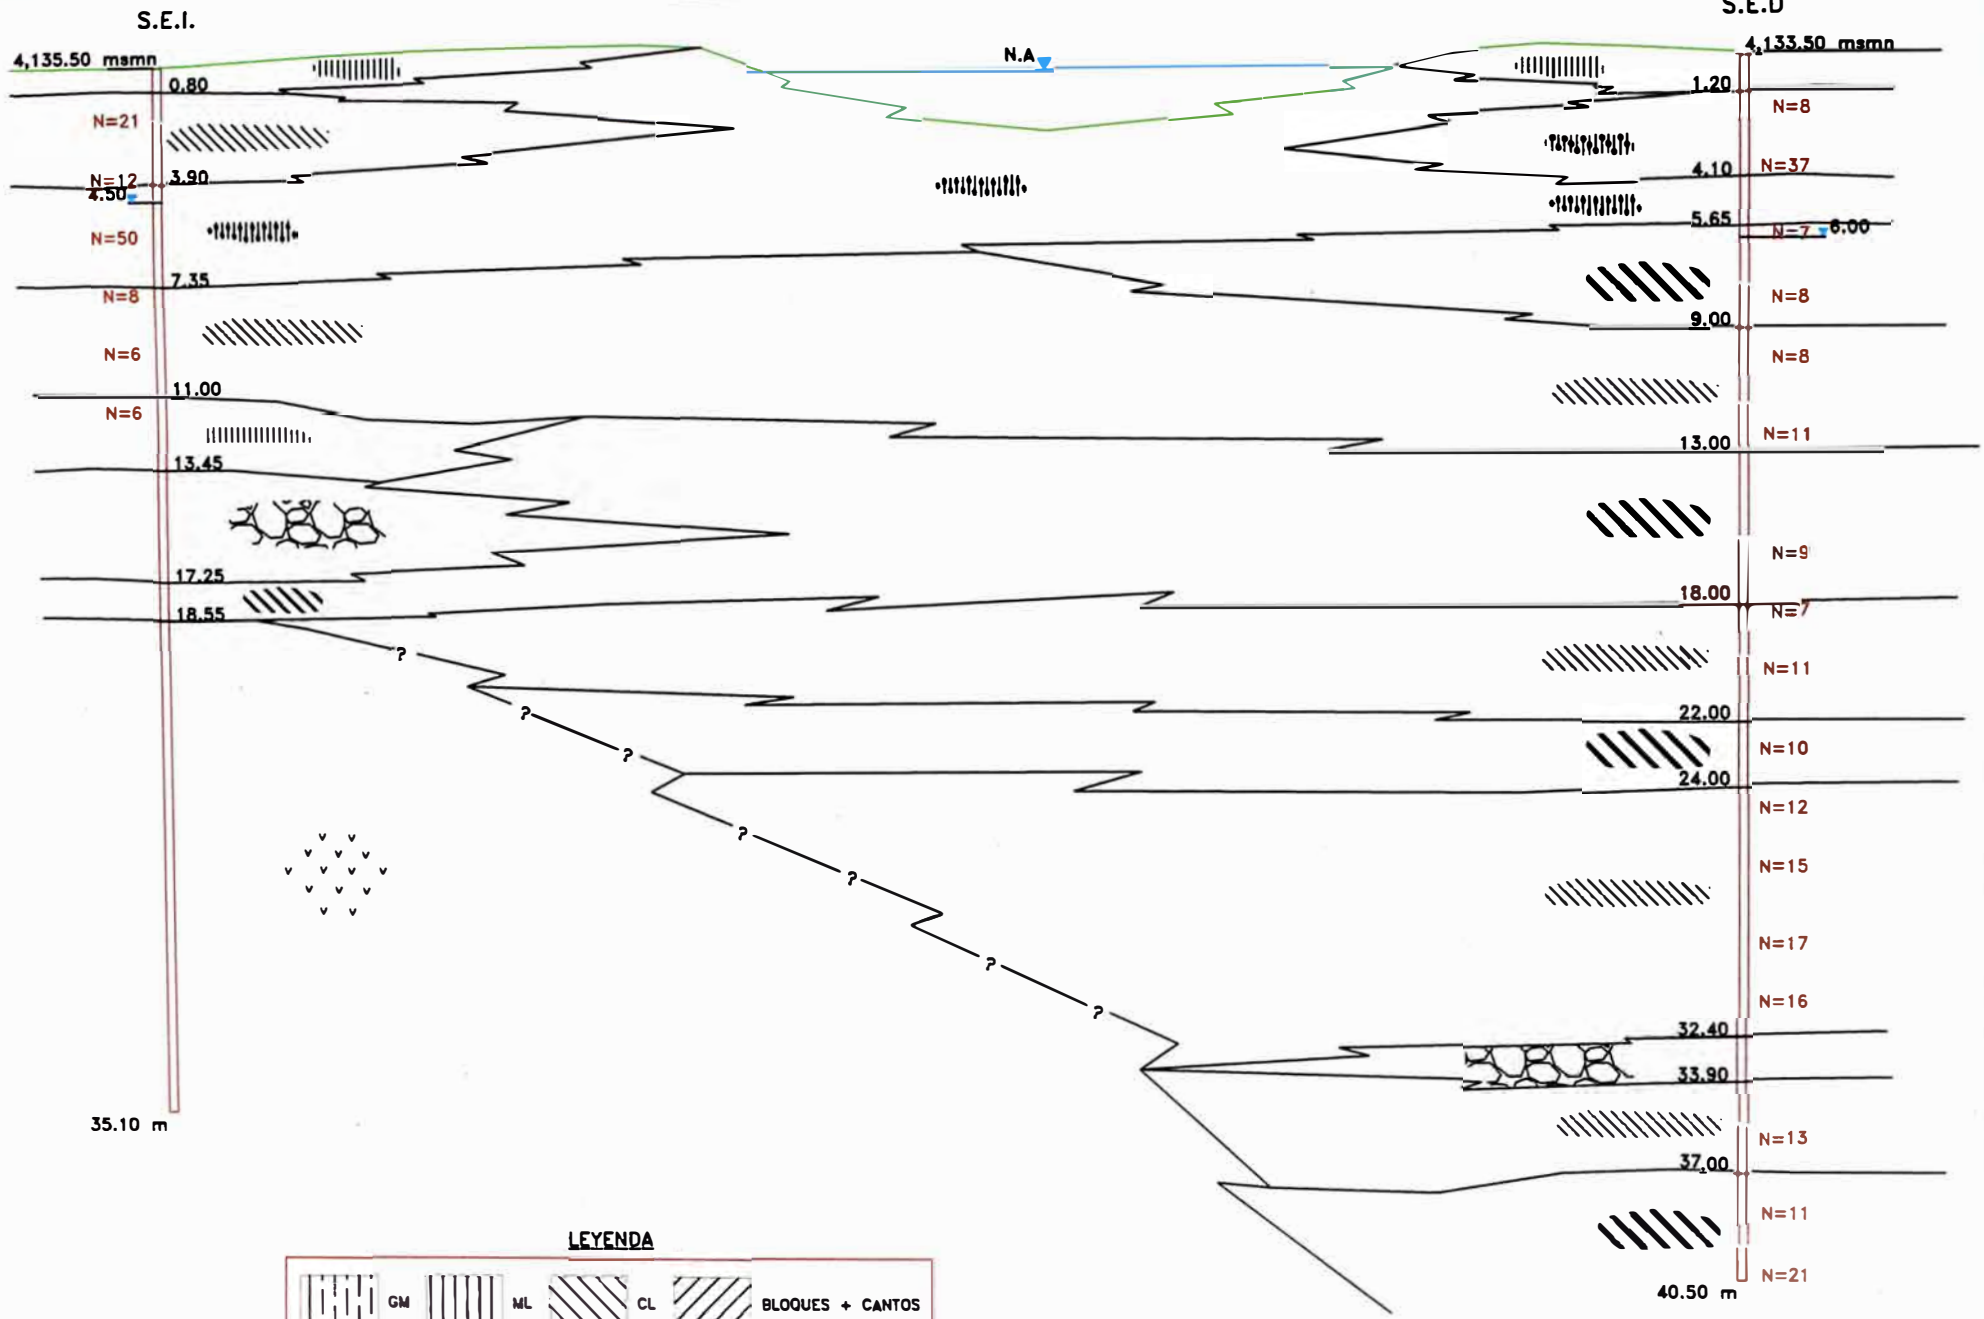 S.E.I.
S.E.D
4,135.50 msmn
N.A
4,133.50 msmn
0.80
1.20
N=21
N=8
N=12
3.90
4.50
N=37
4.10
N=50
5.65
N=7
6.00
7.35
N=8
N=8
9.00
N=6
N=8
11.00
N=6
N=11
13.00
13.45
N=9
17.25
18.00
N=7
18.55
?
N=11
?
22.00
?
N=10
24.00
N=12
?
N=15
?
N=17
?
N=16
?
32.40
33.90
35.10 m
N=13
37.00
N=11
LEYENDA
N=21
40.50 m
GM ML CL BLOQUES + CANTOS